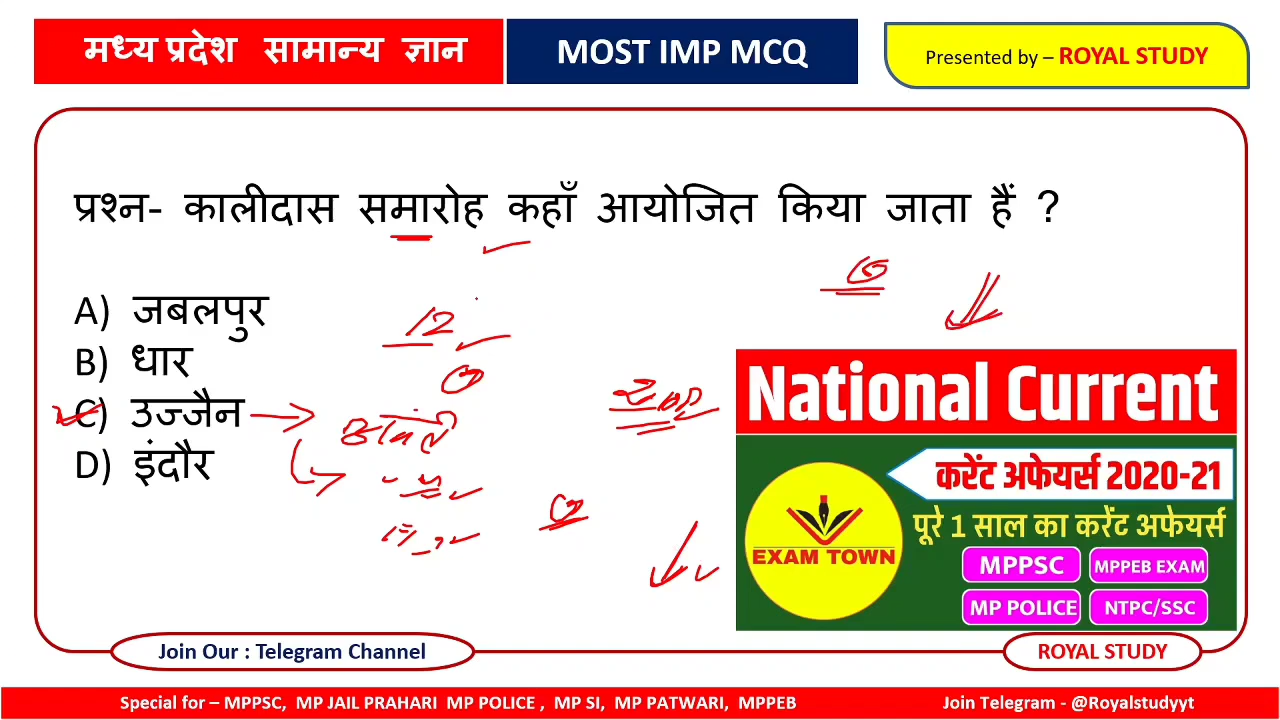 मध्य प्रदेश सामान्य ज्ञान
MOST IMP MCQ
Presented by – ROYAL STUDY
प्रश्न- कालीदास समारोह कहाँ आयोजित किया जाता हैं ?
A) जबलपुर
B) धार
C) उज्जैन
D) इंदौर
12
National Current
करेंट अफेयर्स 2020-21
पूरे 1 साल का करेंट अफेयर्स
EXAM TOWN
MPPSC
MPPEB EXAM
MP POLICE
NTPC/SSC
Join Our : Telegram Channel
ROYAL STUDY
Special for – MPPSC, MP JAIL PRAHARI MP POLICE , MP SI, MP PATWARI, MPPEB
Join Telegram - @Royalstudyyt